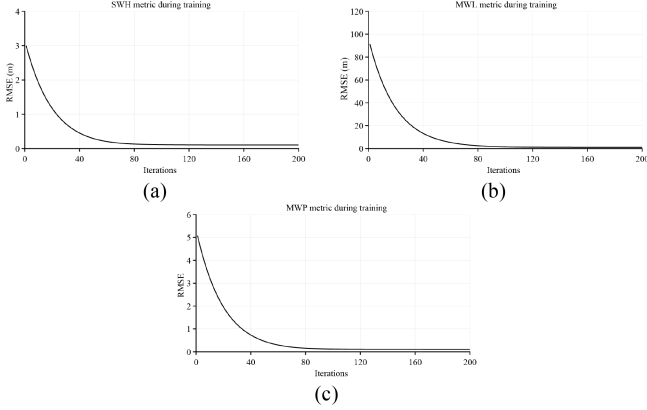 SWH metric during training
4
3
2
1
0
RMSE (m)
0 40 80 120 160 200
Iterations
(a)
MWL metric during training
120
100
80
60
40
20
0
RMSE (m)
0 40 80 120 160 200
Iterations
(b)
MWP metric during training
6
5
4
3
2
1
0
RMSE
0 40 80 120 160 200
Iterations
(c)